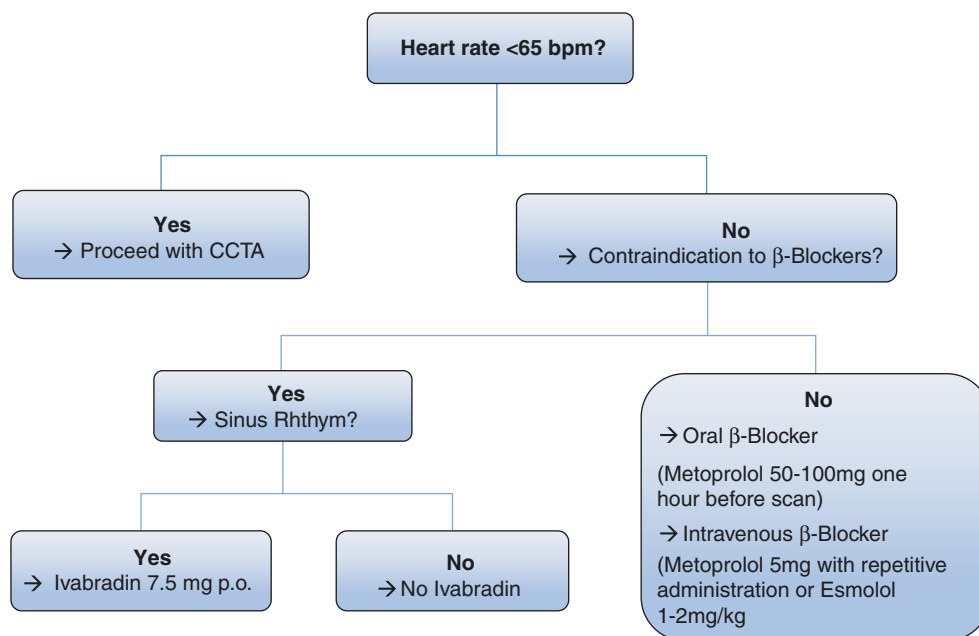 Heart rate <65 bpm?
Yes
→ Proceed with CCTA
No
→ Contraindication to β-Blockers?
Yes
→ Sinus Rhthym?
No
→ Oral β-Blocker
(Metoprolol 50-100mg one
hour before scan)
→ Intravenous β-Blocker
(Metoprolol 5mg with repetitive
administration or Esmolol
1-2mg/kg
Yes
→ Ivabradin 7.5 mg p.o.
No
→ No Ivabradin